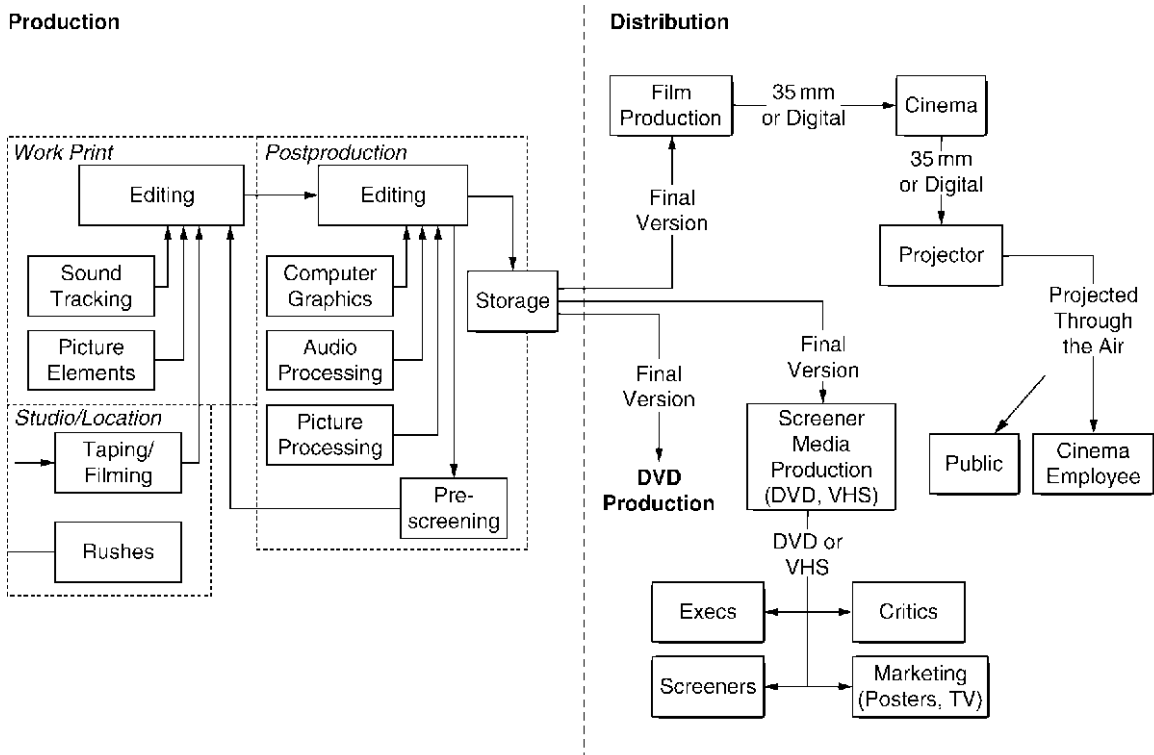 Production
Work Print
Editing
Sound
Tracking
Picture
Elements
Studio/Location
Taping/
Filming
Rushes
Postproduction
Editing
Computer
Graphics
Audio
Processing
Picture
Processing
Pre-
screening
Storage
Distribution
Film
Production
35 mm
or Digital
Cinema
35 mm
or Digital
Projector
Projected
Through
the Air
Public
Cinema
Employee
Final
Version
Final
Version
Final
Version
DVD
Production
Screener
Media
Production
(DVD, VHS)
DVD or
VHS
Execs
Critics
Screeners
Marketing
(Posters, TV)